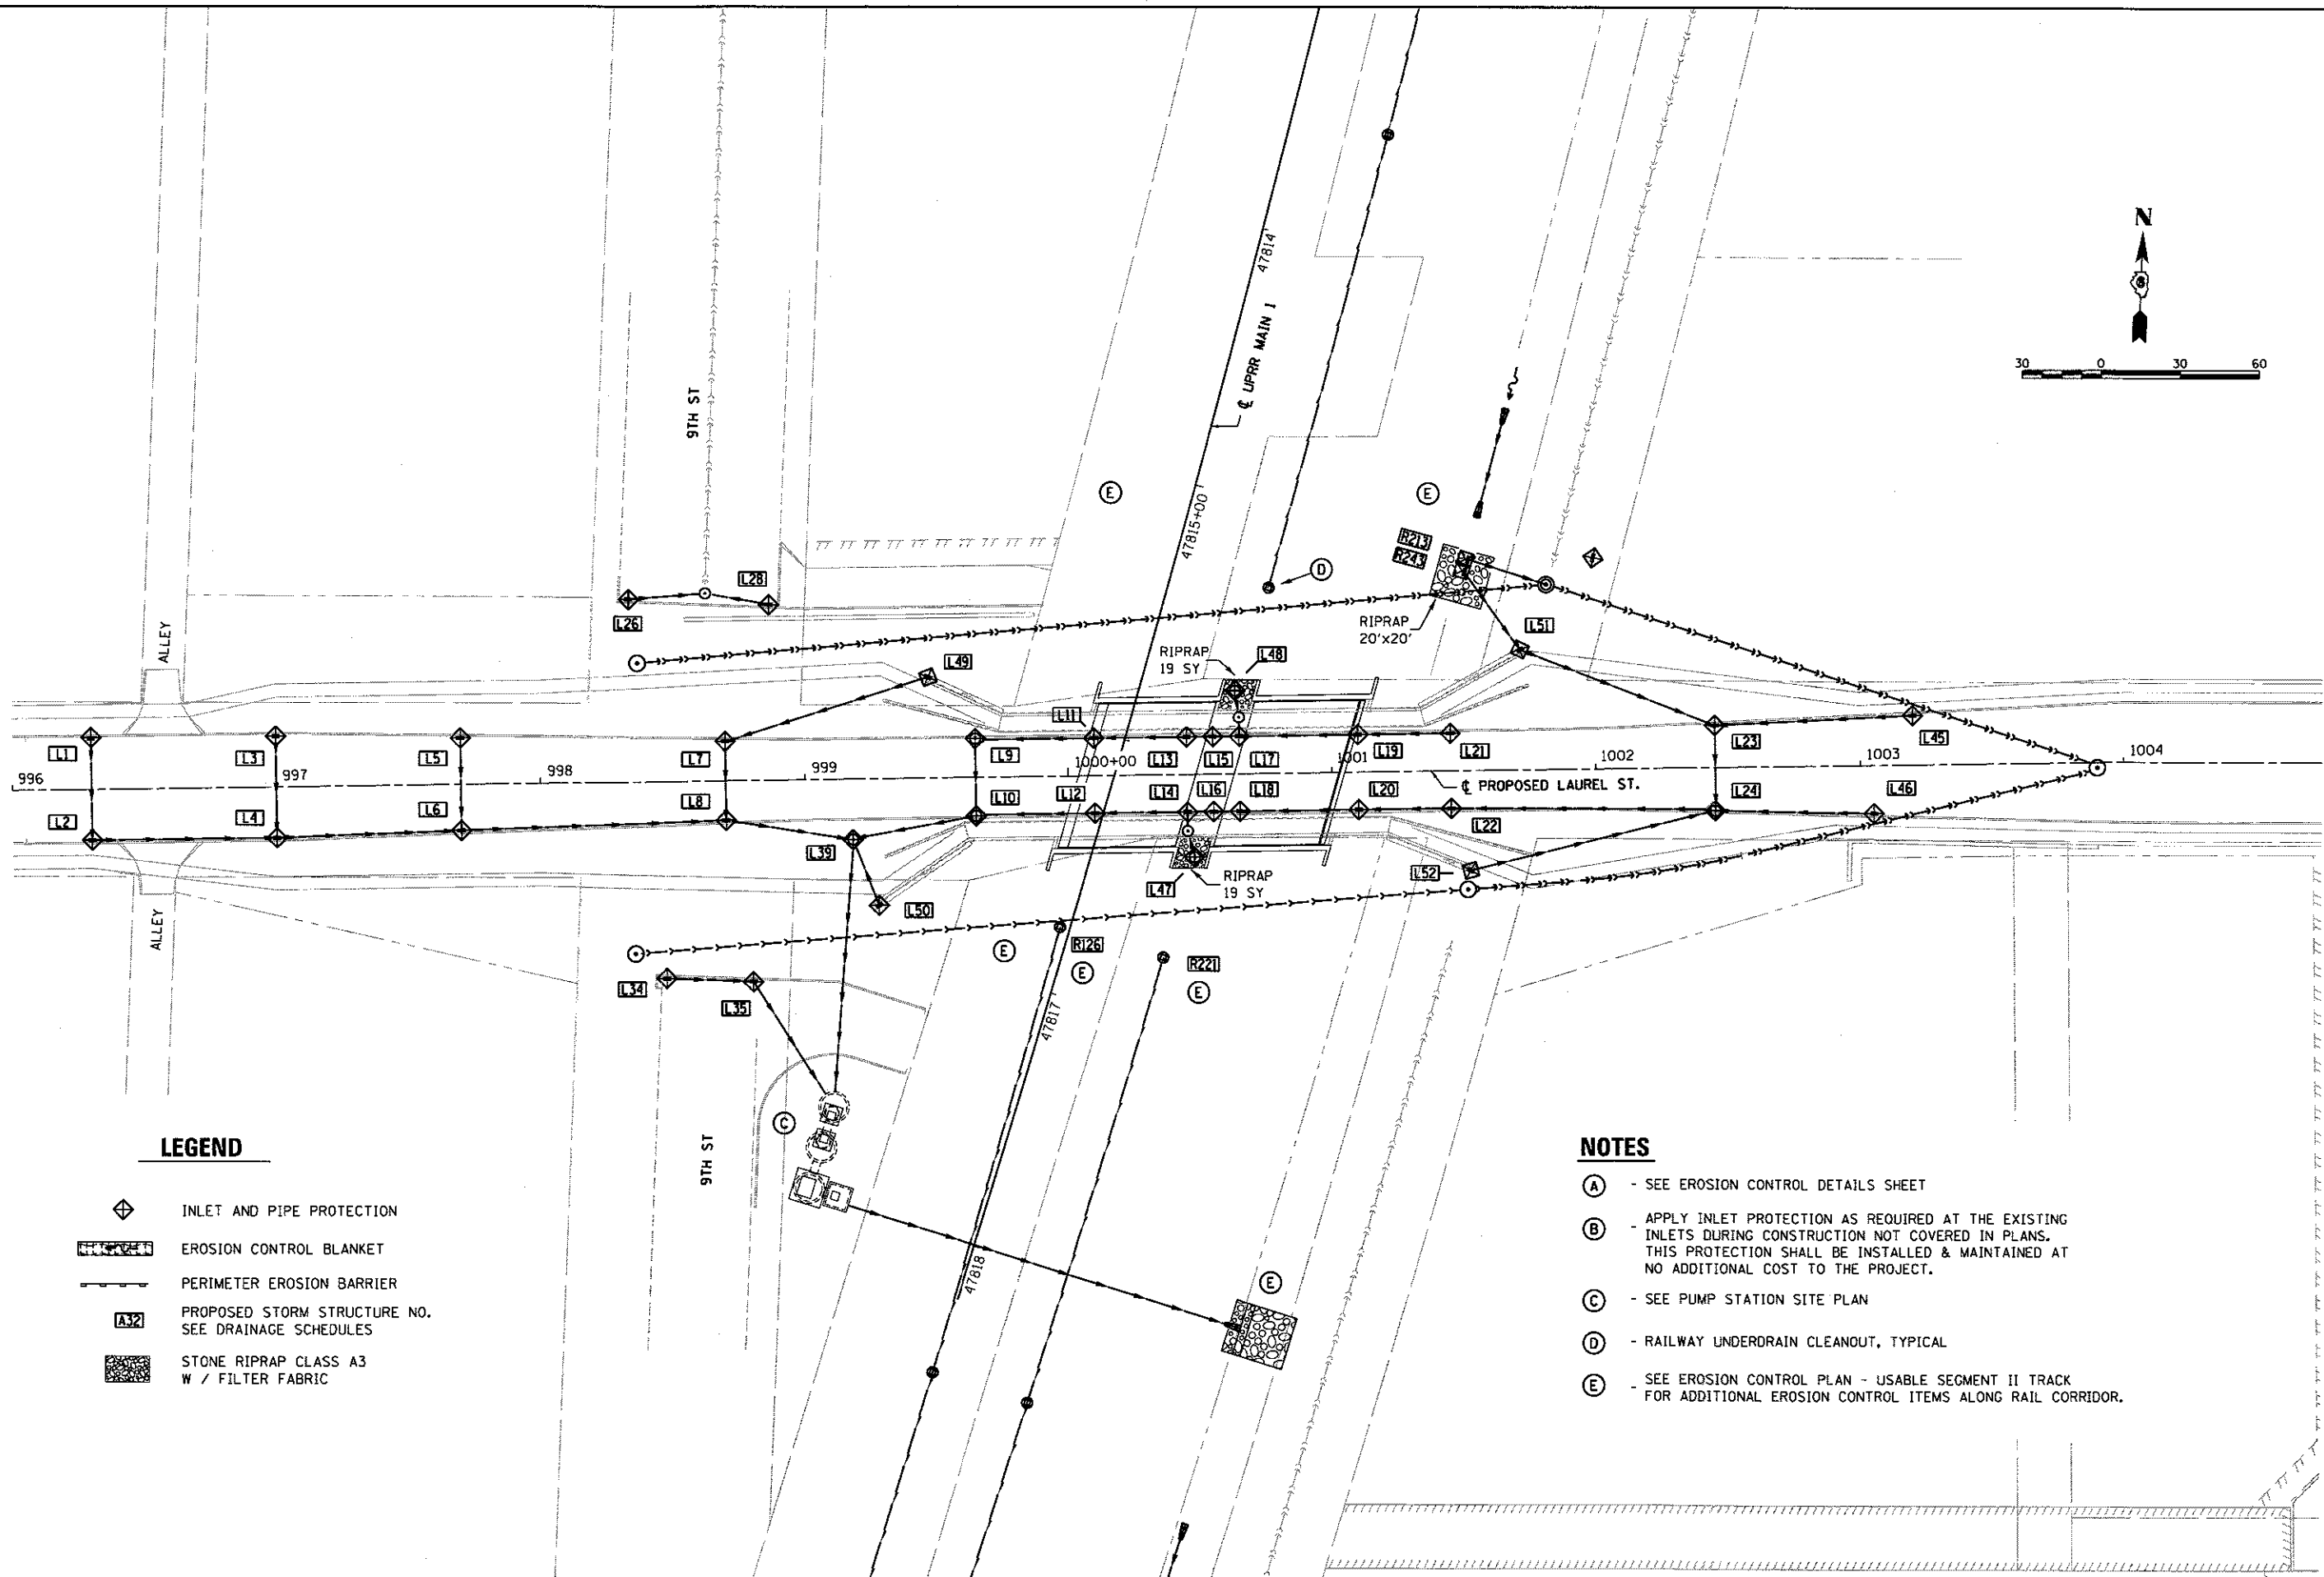 N
30 0 30 60
47814
℄ UPRR MAIN 1
9TH ST
E
E
47815+00
R213
R243
D
L28
L26
RIPRAP
20'x20'
L51
ALLEY
RIPRAP
19 SY
L48
L49
L11
L1
L3
L5
L7
L9
L13
L15
L17
L19
L21
L23
L45
996
997
998
999
1000+00
1001
1002
1003
1004
℄ PROPOSED LAUREL ST.
L2
L4
L6
L8
L10
L12
L14
L16
L18
L20
L22
L24
L46
L39
L47
RIPRAP
19 SY
L52
L50
ALLEY
E
R126
E
R221
E
L34
L35
47817
C
9TH ST
47818
E
LEGEND
INLET AND PIPE PROTECTION
EROSION CONTROL BLANKET
PERIMETER EROSION BARRIER
A32
PROPOSED STORM STRUCTURE NO.
SEE DRAINAGE SCHEDULES
STONE RIPRAP CLASS A3
W / FILTER FABRIC
NOTES
A - SEE EROSION CONTROL DETAILS SHEET
B - APPLY INLET PROTECTION AS REQUIRED AT THE EXISTING
INLETS DURING CONSTRUCTION NOT COVERED IN PLANS.
THIS PROTECTION SHALL BE INSTALLED & MAINTAINED AT
NO ADDITIONAL COST TO THE PROJECT.
C - SEE PUMP STATION SITE PLAN
D - RAILWAY UNDERDRAIN CLEANOUT, TYPICAL
E - SEE EROSION CONTROL PLAN - USABLE SEGMENT II TRACK
FOR ADDITIONAL EROSION CONTROL ITEMS ALONG RAIL CORRIDOR.